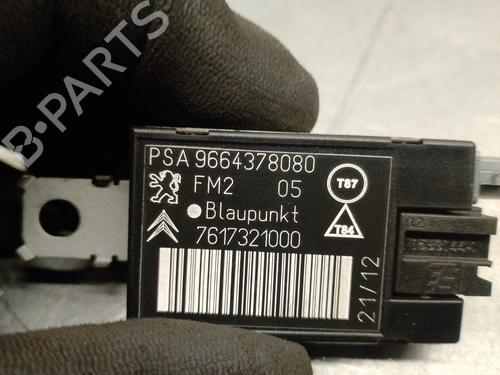 B-PARTS
PSA 9664378080
FM2 05
T87
Blaupunkt
T84
7617321000
21/12